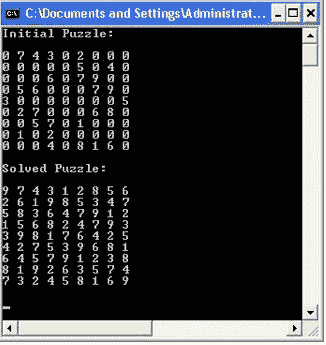 C:\Documents and Settings\Administrat...
Initial Puzzle:
0 7 4 3 0 2 0 0 0
0 0 0 0 0 5 0 4 0
0 0 0 6 0 7 9 0 0
0 5 6 0 0 0 7 9 0
3 0 0 0 0 0 0 0 5
0 2 7 0 0 0 6 8 0
0 0 5 7 0 1 0 0 0
0 1 0 2 0 0 0 0 0
0 0 0 4 0 8 1 6 0
Solved Puzzle:
9 7 4 3 1 2 8 5 6
2 6 1 9 8 5 3 4 7
5 8 3 6 4 7 9 1 2
1 5 6 8 2 4 7 9 3
3 9 8 1 7 6 4 2 5
4 2 7 5 3 9 6 8 1
6 4 5 7 9 1 2 3 8
8 1 9 2 6 3 5 7 4
7 3 2 4 5 8 1 6 9